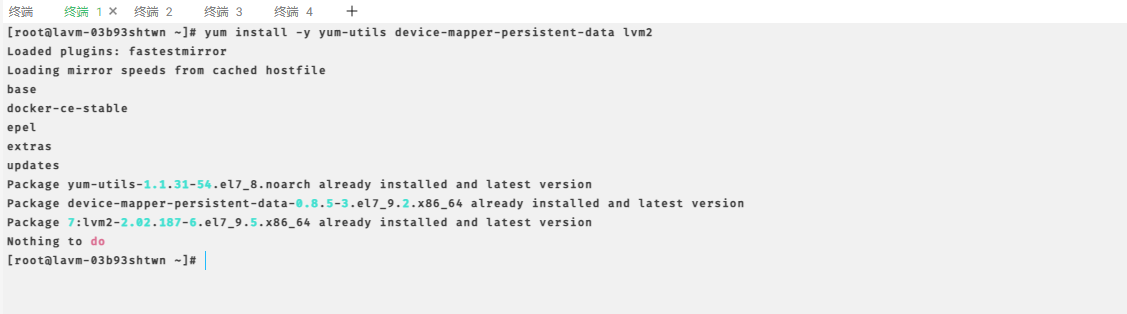 终端 终端 1 × 终端 2 终端 3 终端 4 +
[root@lavm-03b93shtwn ~]# yum install -y yum-utils device-mapper-persistent-data lvm2
Loaded plugins: fastestmirror
Loading mirror speeds from cached hostfile
base
docker-ce-stable
epel
extras
updates
Package yum-utils-1.1.31-54.el7_8.noarch already installed and latest version
Package device-mapper-persistent-data-0.8.5-3.el7_9.2.x86_64 already installed and latest version
Package 7:lvm2-2.02.187-6.el7_9.5.x86_64 already installed and latest version
Nothing to do
[root@lavm-03b93shtwn ~]#